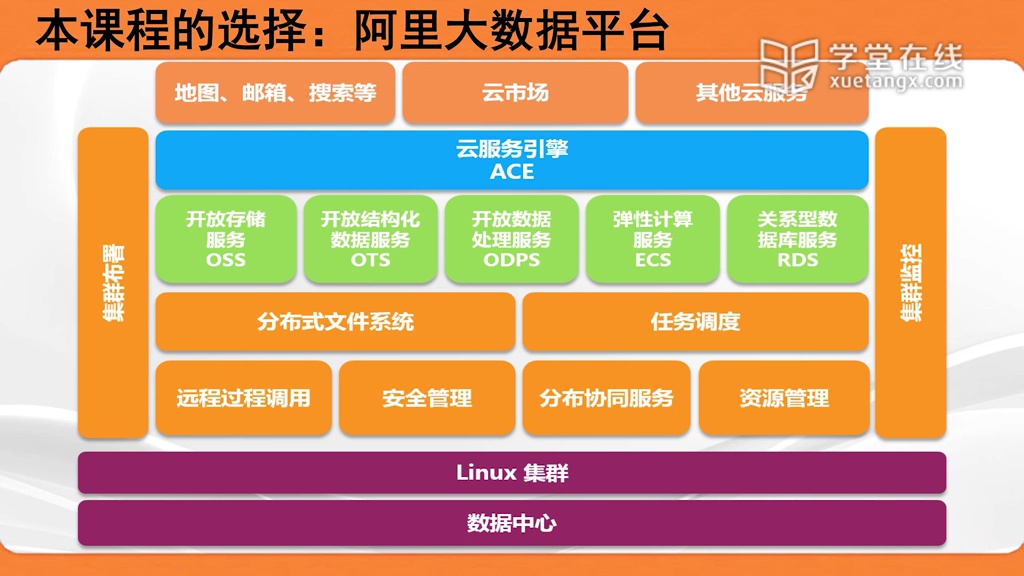 本课程的选择：阿里大数据平台
学堂在线
xuetangx.com
地图、邮箱、搜索等
云市场
其他云服务
云服务引擎
ACE
开放存储
服务
OSS
开放结构化
数据服务
OTS
开放数据
处理服务
ODPS
弹性计算
服务
ECS
关系型数
据库服务
RDS
集群布署
集群监控
分布式文件系统
任务调度
远程过程调用
安全管理
分布协同服务
资源管理
Linux 集群
数据中心